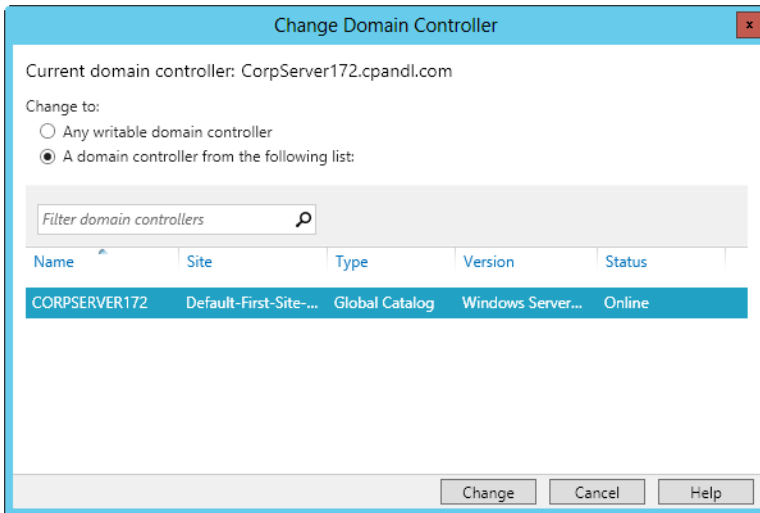 Change Domain Controller
x
Current domain controller: CorpServer172.cpandl.com
Change to:
Any writable domain controller
A domain controller from the following list:
Filter domain controllers
Name Site Type Version Status
CORPSERVER172 Default-First-Site-... Global Catalog Windows Server... Online
Change Cancel Help